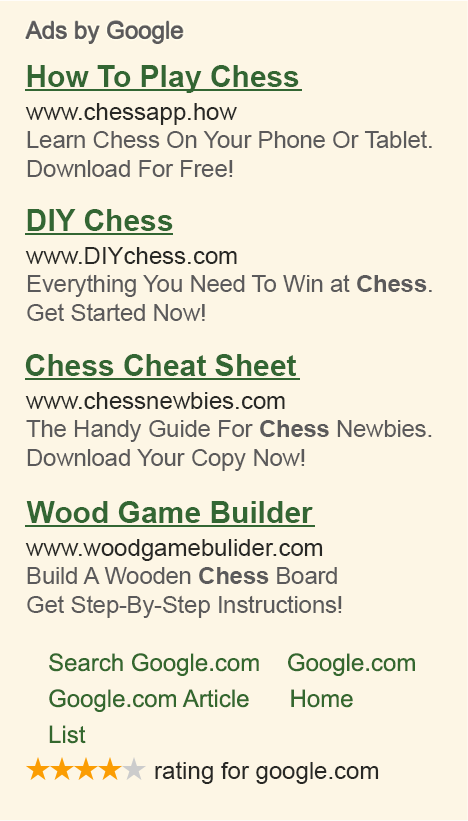 Ads by Google
How To Play Chess
www.chessapp.how
Learn Chess On Your Phone Or Tablet.
Download For Free!
DIY Chess
www.DIYchess.com
Everything You Need To Win at Chess.
Get Started Now!
Chess Cheat Sheet
www.chessnewbies.com
The Handy Guide For Chess Newbies.
Download Your Copy Now!
Wood Game Builder
www.woodgamebulider.com
Build A Wooden Chess Board
Get Step-By-Step Instructions!
Search Google.com Google.com
Google.com Article Home
List
rating for google.com